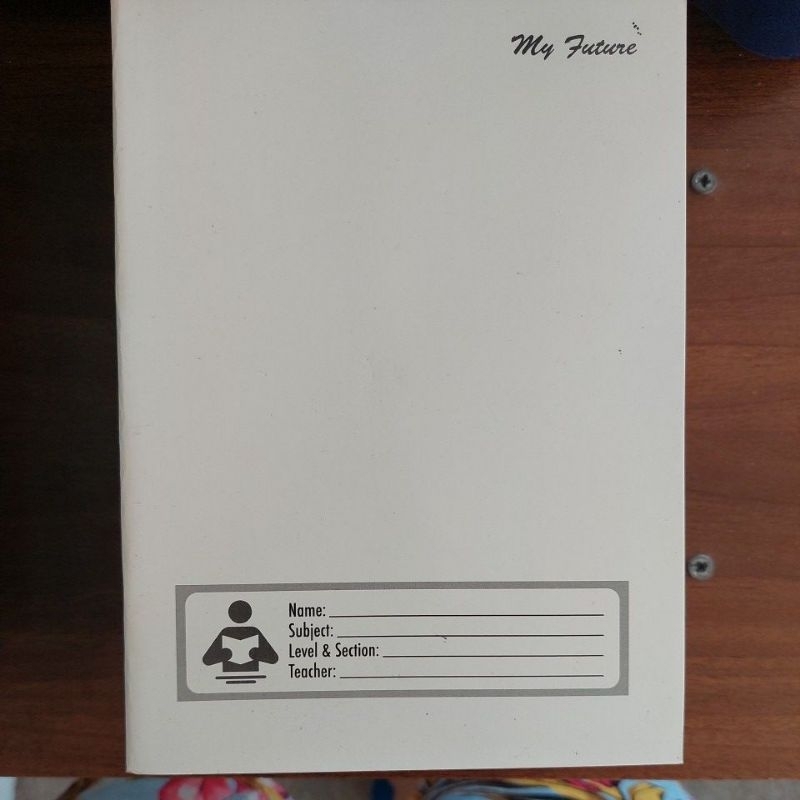 My Future
Name:
Subject:
Level & Section:
Teacher: